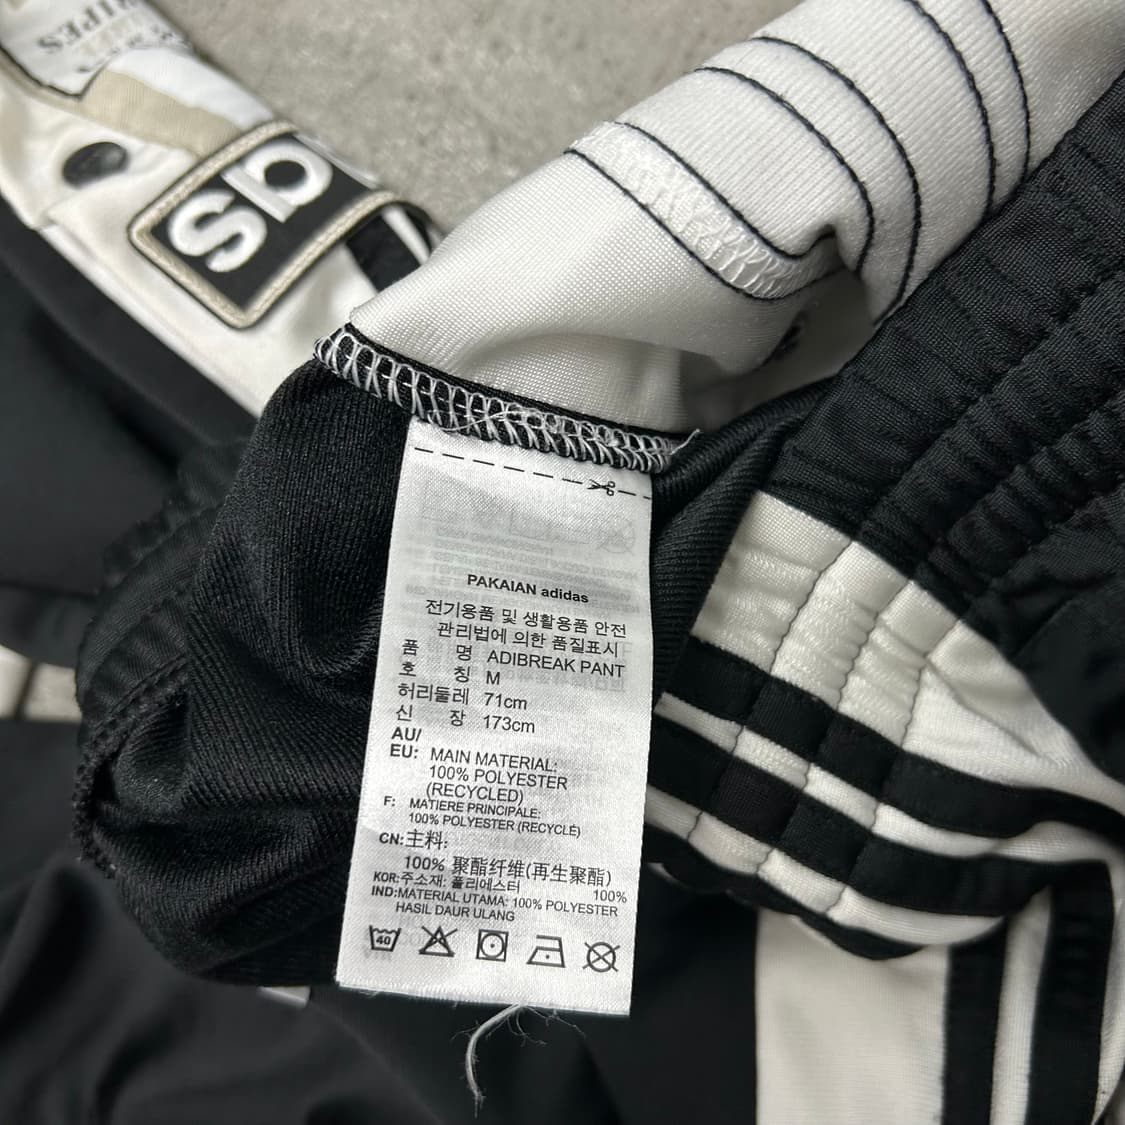 RIPES
as
PAKAIAN adidas
전기용품 및 생활용품 안전
관리법에 의한 품질표시
품 명 ADIBREAK PANT
호 칭 M
허리둘레 71cm
신 장 173cm
AU/
EU: MAIN MATERIAL:
100% POLYESTER
(RECYCLED)
F: MATIERE PRINCIPALE:
100% POLYESTER (RECYCLÉ)
CN:主料:
100% 聚酯纤维(再生聚酯)
KOR:주소재: 폴리에스터 100%
IND:MATERIAL UTAMA: 100% POLYESTER
HASIL DAUR ULANG
40